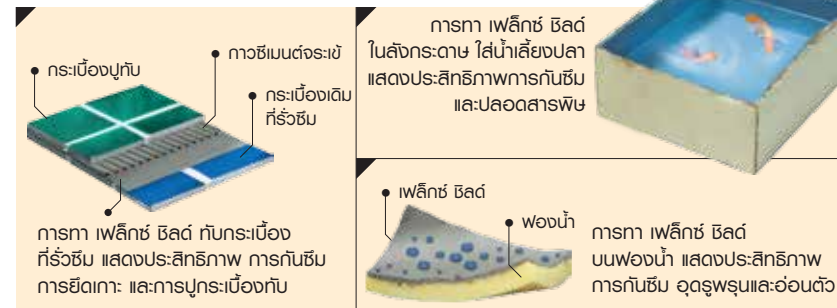 กระเบื้องปูทับ
กาวซีเมนต์จระเข้
กระเบื้องเดิม
ที่รั่วซึม
การทา เฟล็กซ์ ชิลด์ ทับกระเบื้อง
ที่รั่วซึม แสดงประสิทธิภาพ การกันซึม
การยึดเกาะ และการปูกระเบื้องทับ
การทา เฟล็กซ์ ชิลด์
ในลังกระดาษ ใส่น้ำเลี้ยงปลา
แสดงประสิทธิภาพการกันซึม
และปลอดสารพิษ
เฟล็กซ์ ชิลด์
ฟองน้ำ
การทา เฟล็กซ์ ชิลด์
บนฟองน้ำ แสดงประสิทธิภาพ
การกันซึม อุดรูพรุนและอ่อนตัว